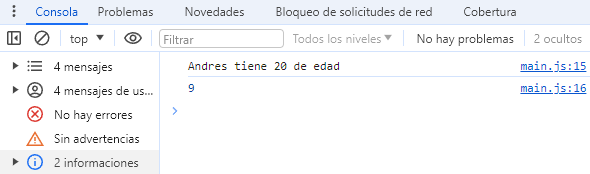 Consola Problemas Novedades Bloqueo de solicitudes de red Cobertura
top Filtrar Todos los niveles No hay problemas 2 ocultos
4 mensajes
4 mensajes de us...
No hay errores
Sin advertencias
2 informaciones
Andres tiene 20 de edad main.js:15
9 main.js:16